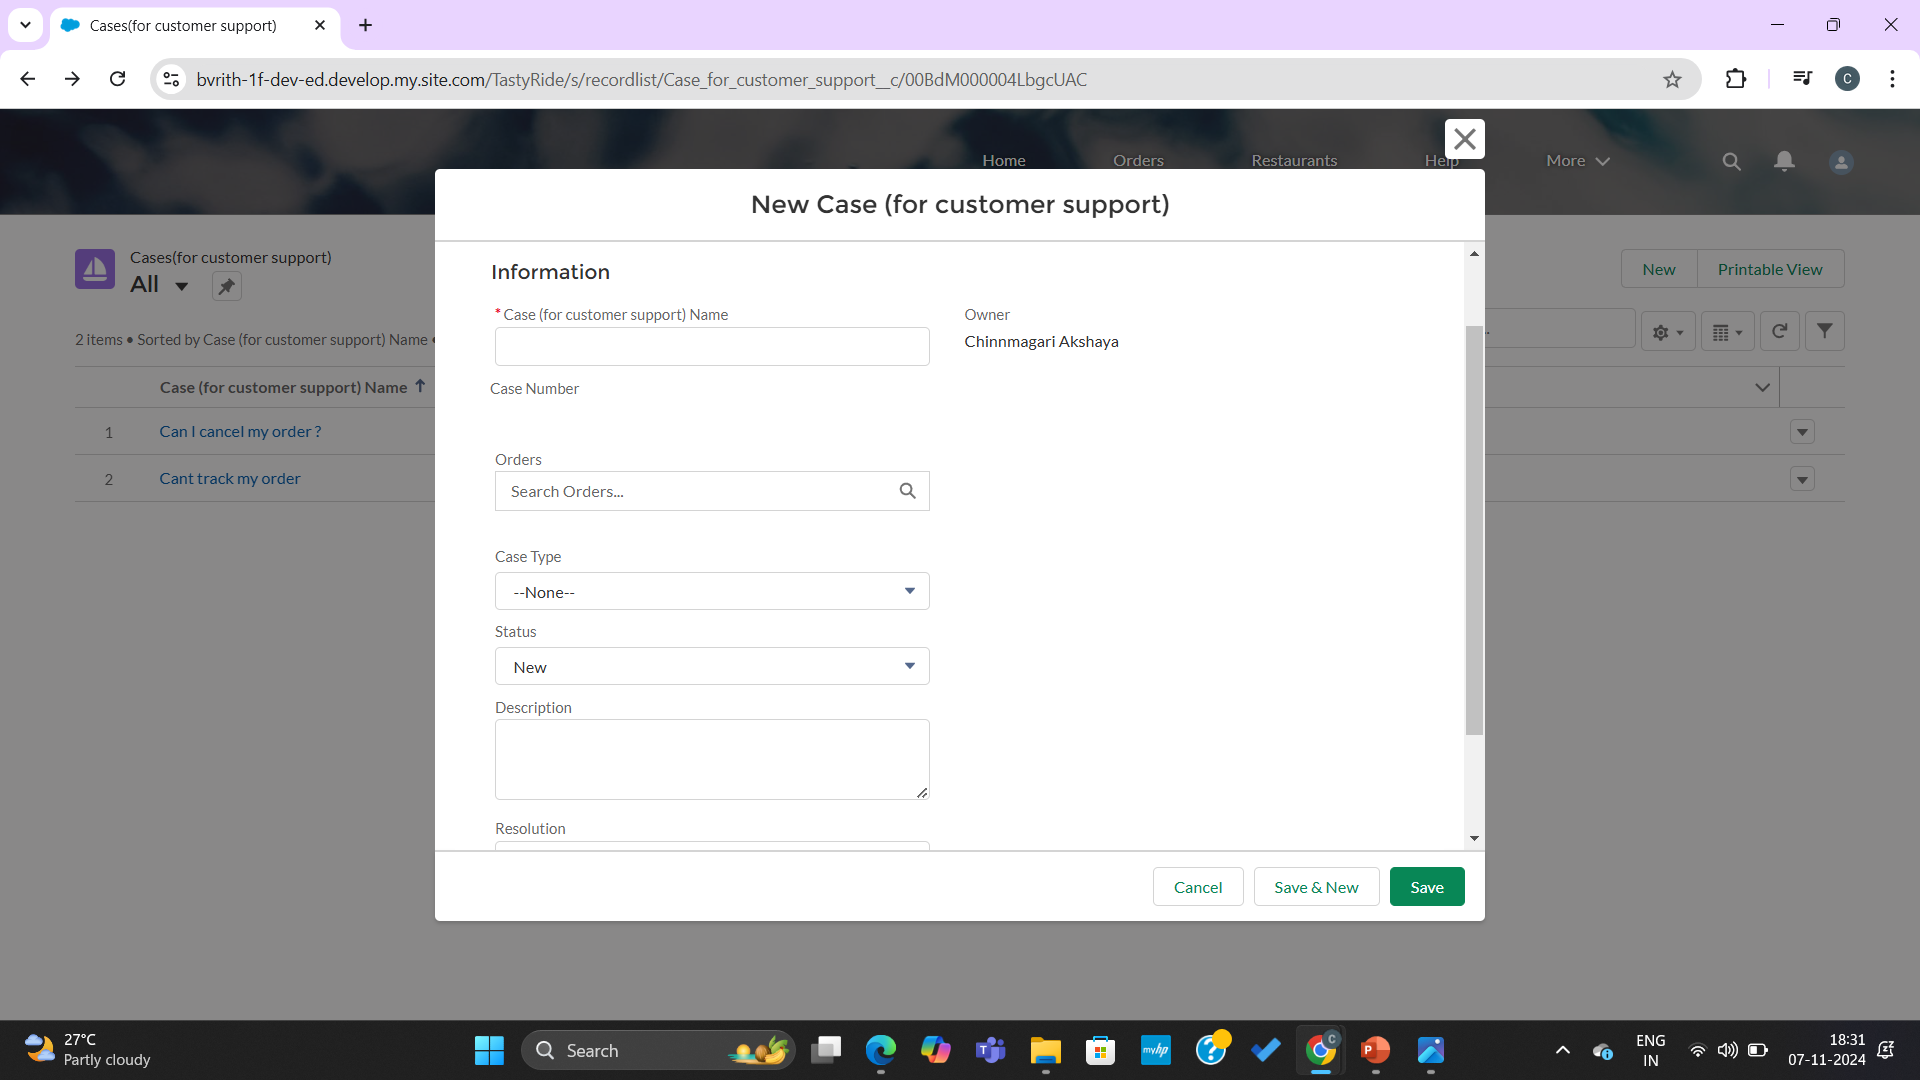 Cases(for customer support)
bvrith-1f-dev-ed.develop.my.site.com/TastyRide/s/recordlist/Case_for_customer_support__c/00BdM000004LbgcUAC
C
Home Orders Restaurants Help More
New Case (for customer support)
Cases(for customer support)
All
New Printable View
2 items • Sorted by Case (for customer support) Name •
Case (for customer support) Name
1 Can I cancel my order ?
2 Cant track my order
Information
*Case (for customer support) Name
Owner
Chinnmagari Akshaya
Case Number
Orders
Search Orders...
Case Type
--None--
Status
New
Description
Resolution
Cancel Save & New Save
27°C
Partly cloudy
Search
myhp
C
ENG
IN
18:31
07-11-2024